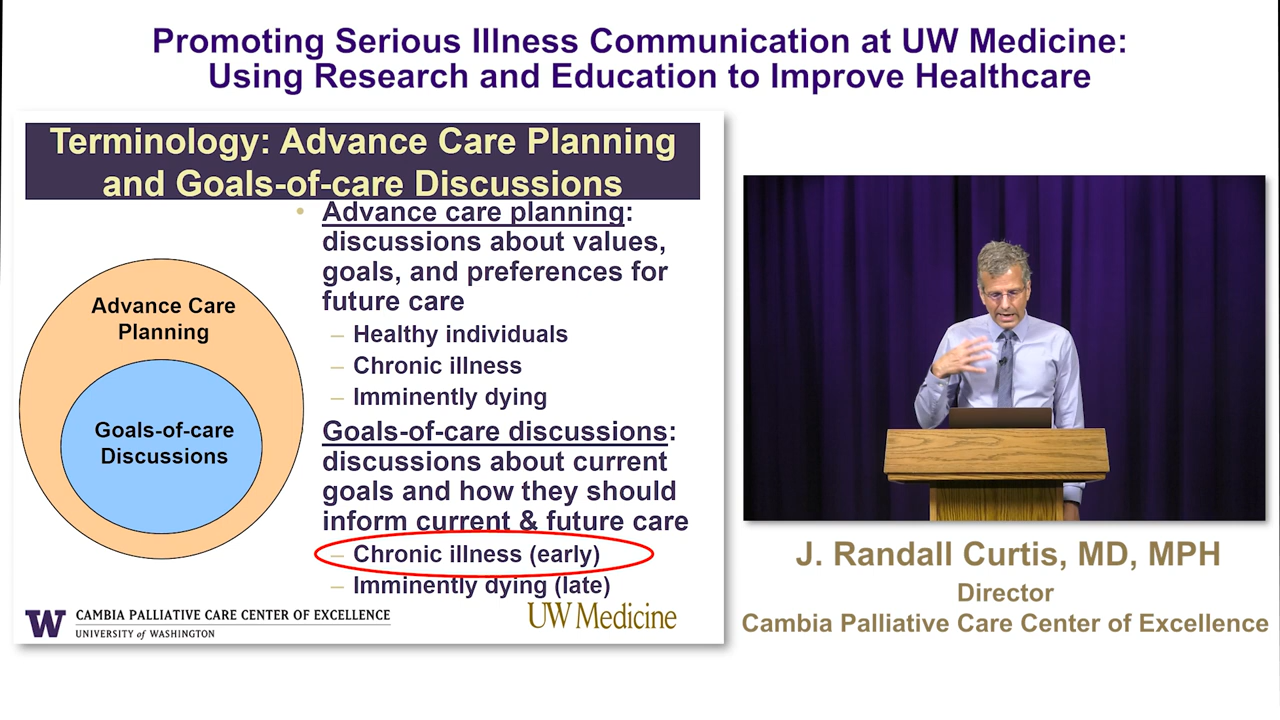 Promoting Serious Illness Communication at UW Medicine:
Using Research and Education to Improve Healthcare
Terminology: Advance Care Planning
and Goals-of-care Discussions
• Advance care planning:
discussions about values,
goals, and preferences for
future care
– Healthy individuals
– Chronic illness
– Imminently dying
Goals-of-care discussions:
discussions about current
goals and how they should
inform current & future care
– Chronic illness (early)
– Imminently dying (late)
Advance Care
Planning
Goals-of-care
Discussions
W CAMBIA PALLIATIVE CARE CENTER OF EXCELLENCE
UNIVERSITY of WASHINGTON
UW Medicine
J. Randall Curtis, MD, MPH
Director
Cambia Palliative Care Center of Excellence